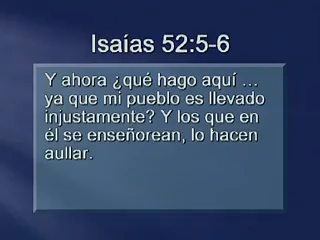 Isaías 52:5-6
Y ahora ¿qué hago aquí ...
ya que mi pueblo es llevado
injustamente? Y los que en
él se enseñorean, lo hacen
aullar.